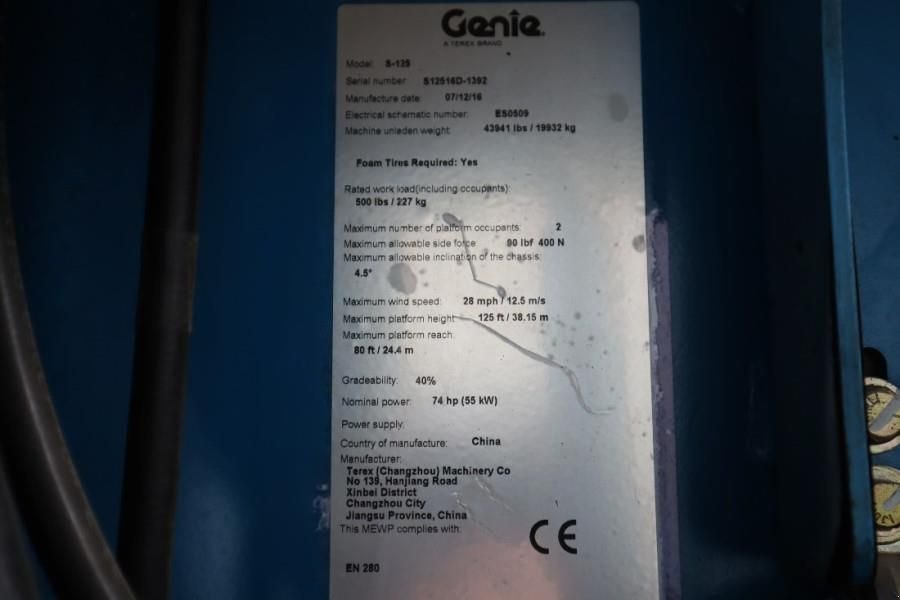 Genie
A TEREX BRAND
Model: S-125
Serial number: S12516D-1392
Manufacture date: 07/12/16
Electrical schematic number: ES0509
Machine unladen weight: 43941 lbs / 19932 kg
Foam Tires Required: Yes
Rated work load(including occupants):
500 lbs / 227 kg
Maximum number of platform occupants: 2
Maximum allowable side force 90 lbf 400 N
Maximum allowable inclination of the chassis:
4.5°
Maximum wind speed: 28 mph / 12.5 m/s
Maximum platform height 125 ft / 38.15 m
Maximum platform reach:
80 ft / 24.4 m
Gradeability: 40%
Nominal power: 74 hp (55 kW)
Power supply:
Country of manufacture: China
Manufacturer:
Terex (Changzhou) Machinery Co
No 139, Hanjiang Road
Xinbei District
Changzhou City
Jiangsu Province, China
This MEWP complies with:
CE
EN 280